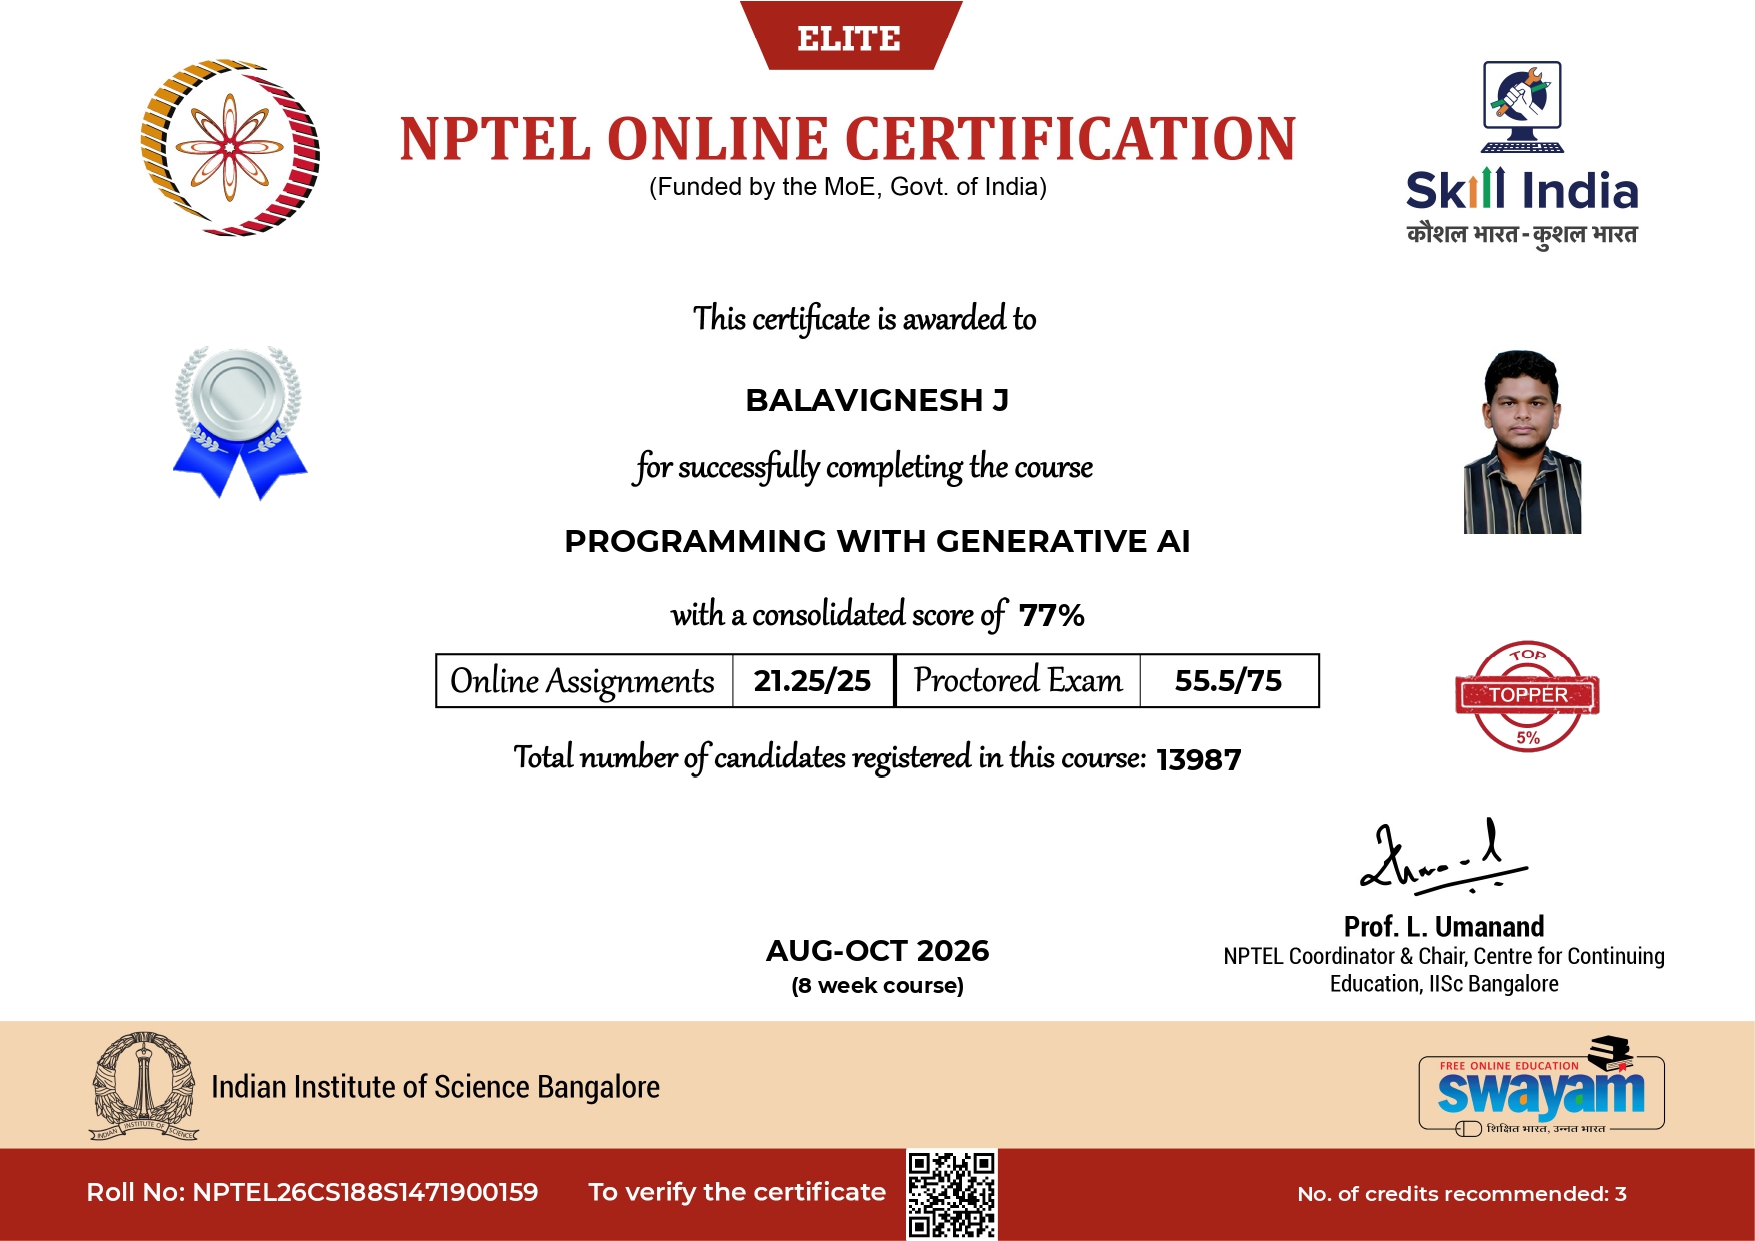 ELITE
NPTEL ONLINE CERTIFICATION
(Funded by the MoE, Govt. of India)
Skill India
कौशल भारत - कुशल भारत
This certificate is awarded to
BALAVIGNESH J
for successfully completing the course
PROGRAMMING WITH GENERATIVE AI
with a consolidated score of 77%
Online Assignments 21.25/25 Proctored Exam 55.5/75
TOP
TOPPER
5%
Total number of candidates registered in this course: 13987
Prof. L. Umanand
NPTEL Coordinator & Chair, Centre for Continuing
Education, IISc Bangalore
AUG-OCT 2026
(8 week course)
INDIAN INSTITUTE OF SCIENCE
Indian Institute of Science Bangalore
FREE ONLINE EDUCATION
swayam
शिक्षित भारत, उन्नत भारत
Roll No: NPTEL26CS188S1471900159 To verify the certificate
No. of credits recommended: 3